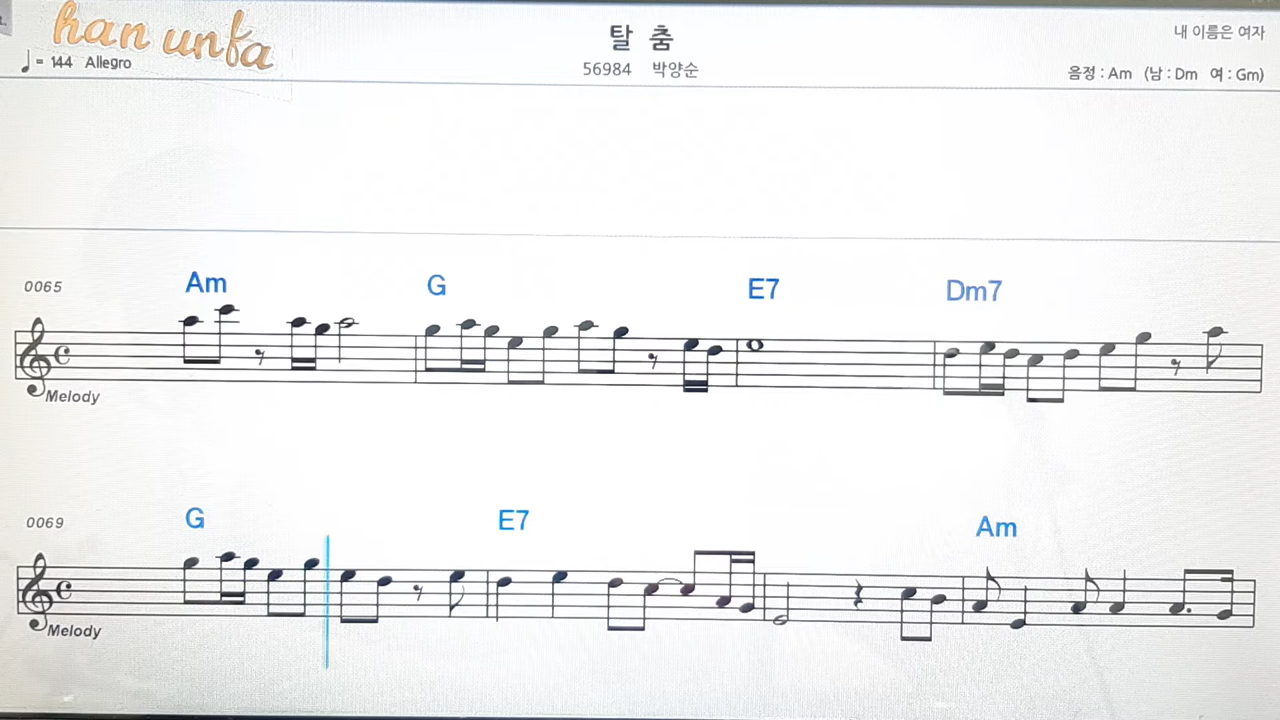 han unfa
♩= 144 Allegro
탈 춤
56984 박양순
내 이름은 여자
음정 : Am (남 : Dm 여 : Gm)
0065 Am G E7 Dm7
Melody
0069 G E7 Am
Melody